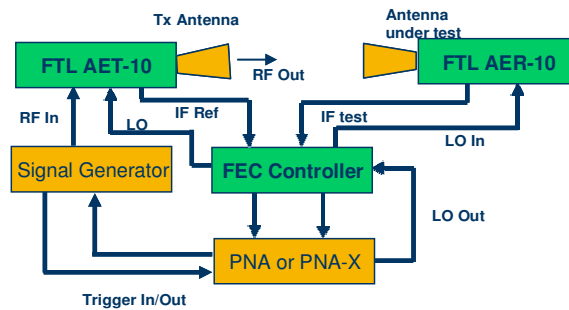 Tx Antenna
Antenna
under test
FTL AET-10
RF Out
FTL AER-10
RF In
LO
IF Ref
IF test
LO In
Signal Generator
FEC Controller
LO Out
PNA or PNA-X
Trigger In/Out